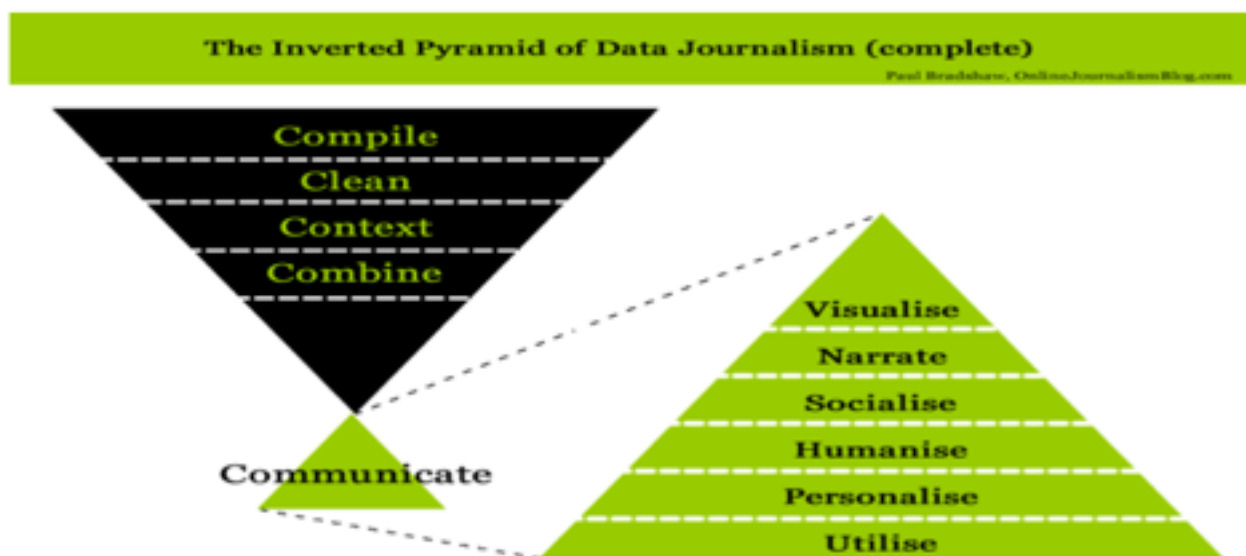 The Inverted Pyramid of Data Journalism (complete)
Paul Bradshaw, OnlineJournalismBlog.com
Compile
Clean
Context
Combine
Communicate
Visualise
Narrate
Socialise
Humanise
Personalise
Utilise